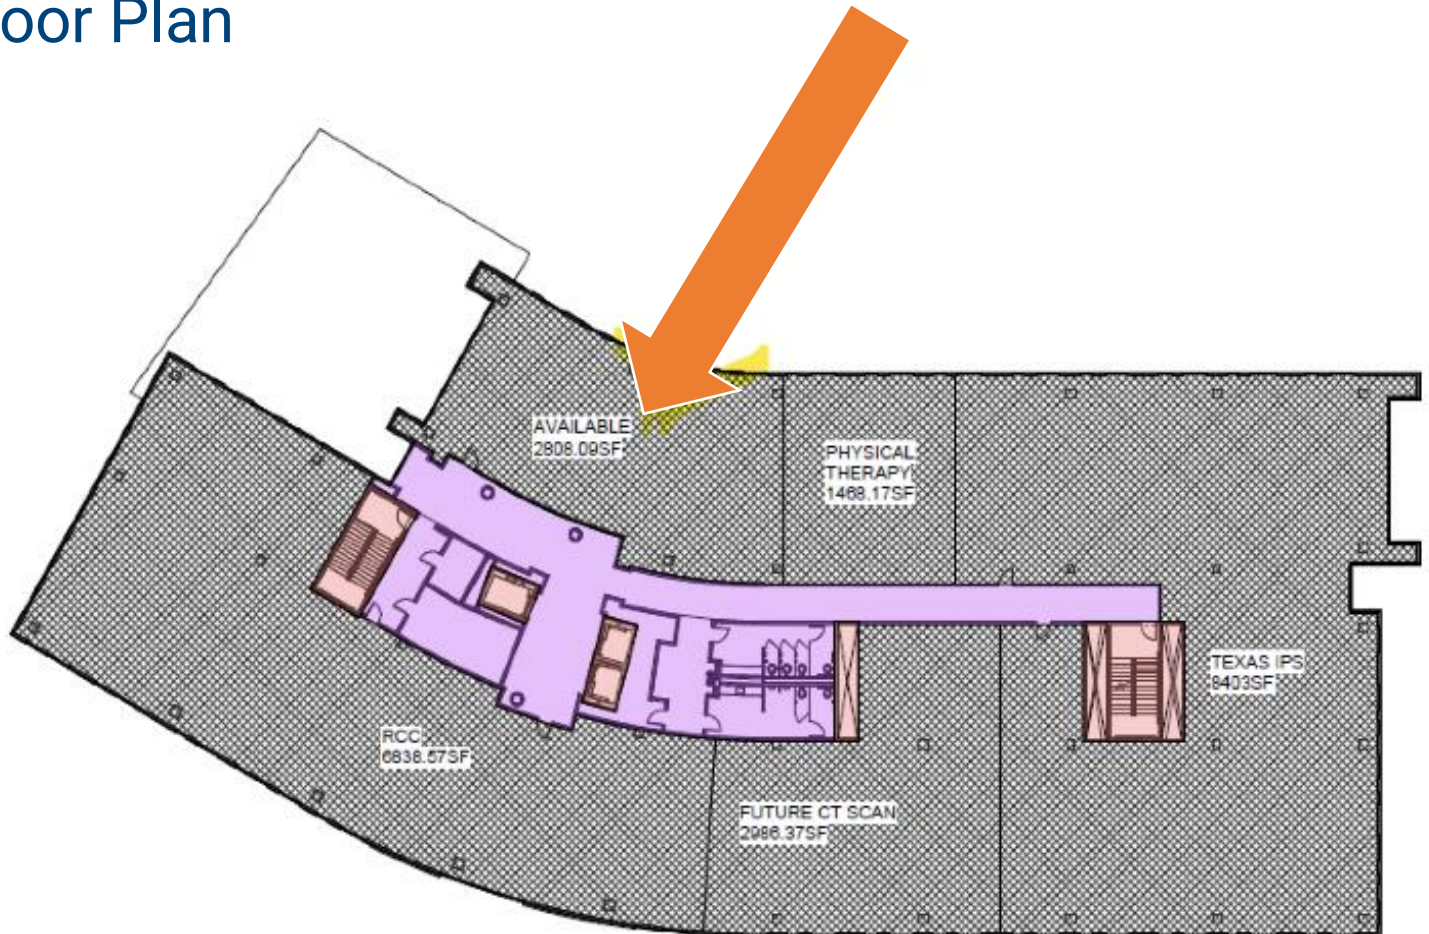 oor Plan
AVAILABLE
2808.09SF
PHYSICAL
THERAPY
1468.17SF
TEXAS IPS
8403SF
RCC
6838.57SF
FUTURE CT SCAN
2986.37SF